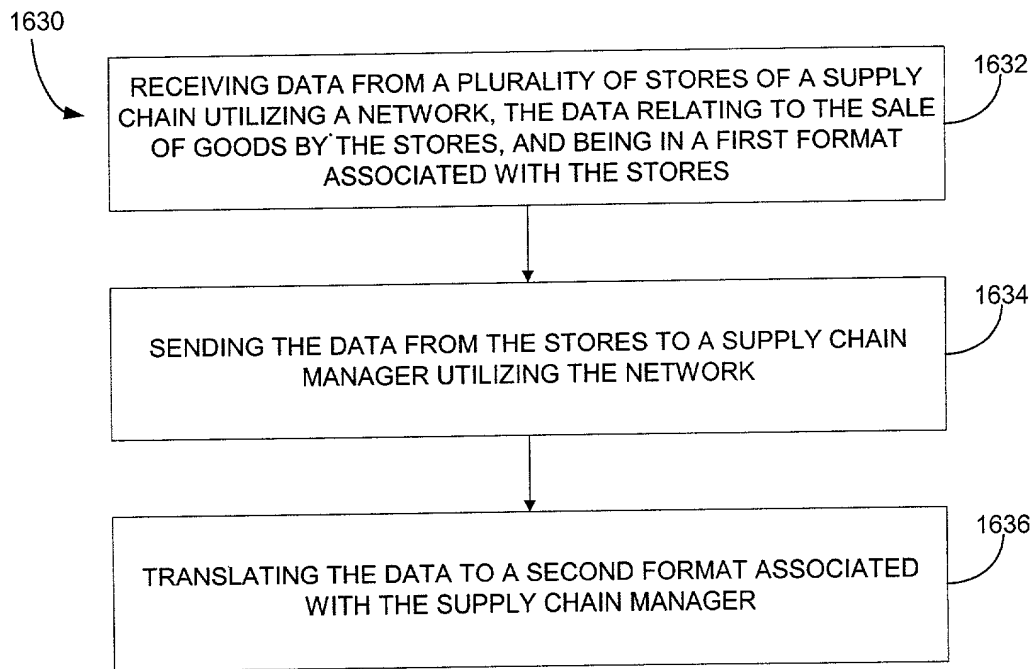 1630
1632
RECEIVING DATA FROM A PLURALITY OF STORES OF A SUPPLY
CHAIN UTILIZING A NETWORK, THE DATA RELATING TO THE SALE
OF GOODS BY THE STORES, AND BEING IN A FIRST FORMAT
ASSOCIATED WITH THE STORES
1634
SENDING THE DATA FROM THE STORES TO A SUPPLY CHAIN
MANAGER UTILIZING THE NETWORK
1636
TRANSLATING THE DATA TO A SECOND FORMAT ASSOCIATED
WITH THE SUPPLY CHAIN MANAGER